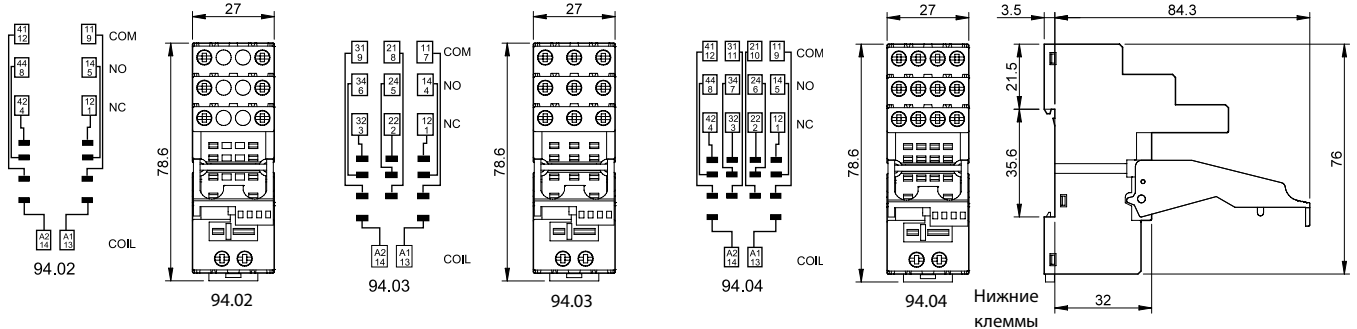 41 12
11 9
COM
44 8
14 5
NO
42 4
12 1
NC
A2 14
A1 13
COIL
94.02
27
78.6
94.02
31 9
21 8
11 7
COM
34 6
24 5
14 4
NO
32 3
22 2
12 1
NC
A2 14
A1 13
COIL
94.03
27
78.6
94.03
41 12
31 11
21 10
11 9
COM
44 8
34 7
24 6
14 5
NO
42 4
32 3
22 2
12 1
NC
A2 14
A1 13
COIL
94.04
27
78.6
94.04
3.5
84.3
21.5
35.6
76
32
Нижние
клеммы